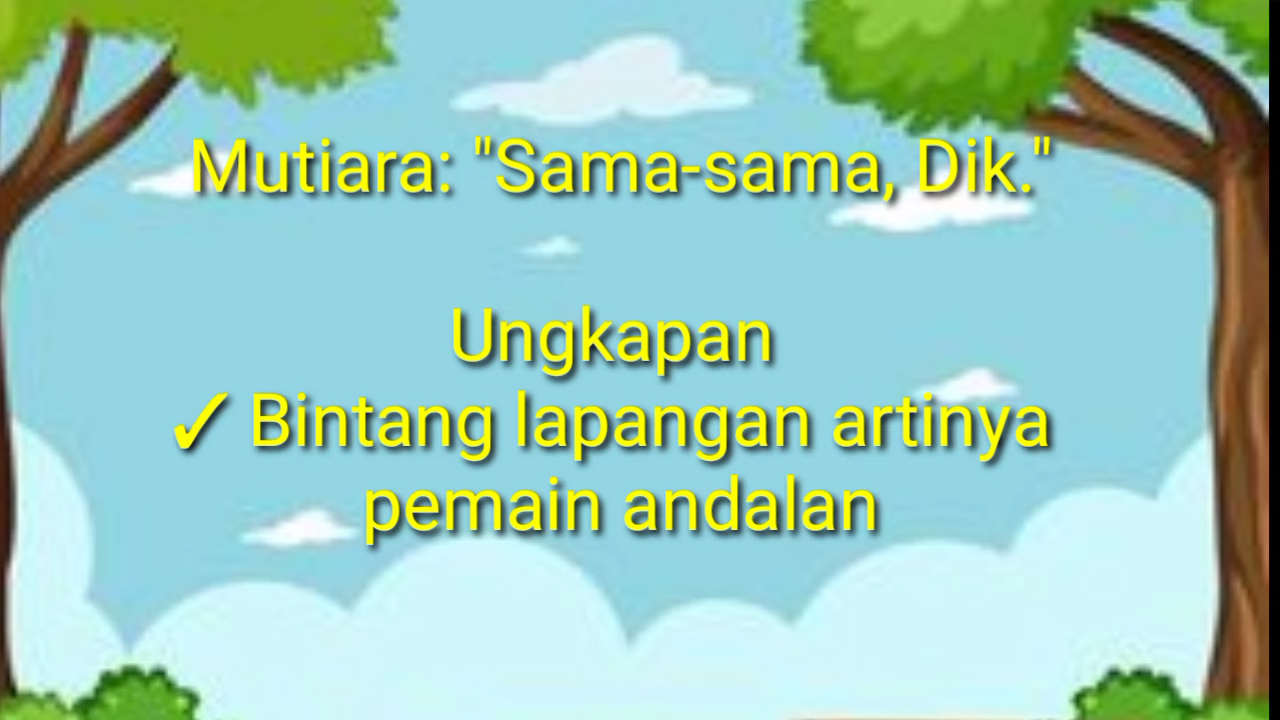 Mutiara: "Sama-sama, Dik."
Ungkapan
✓ Bintang lapangan artinya
pemain andalan